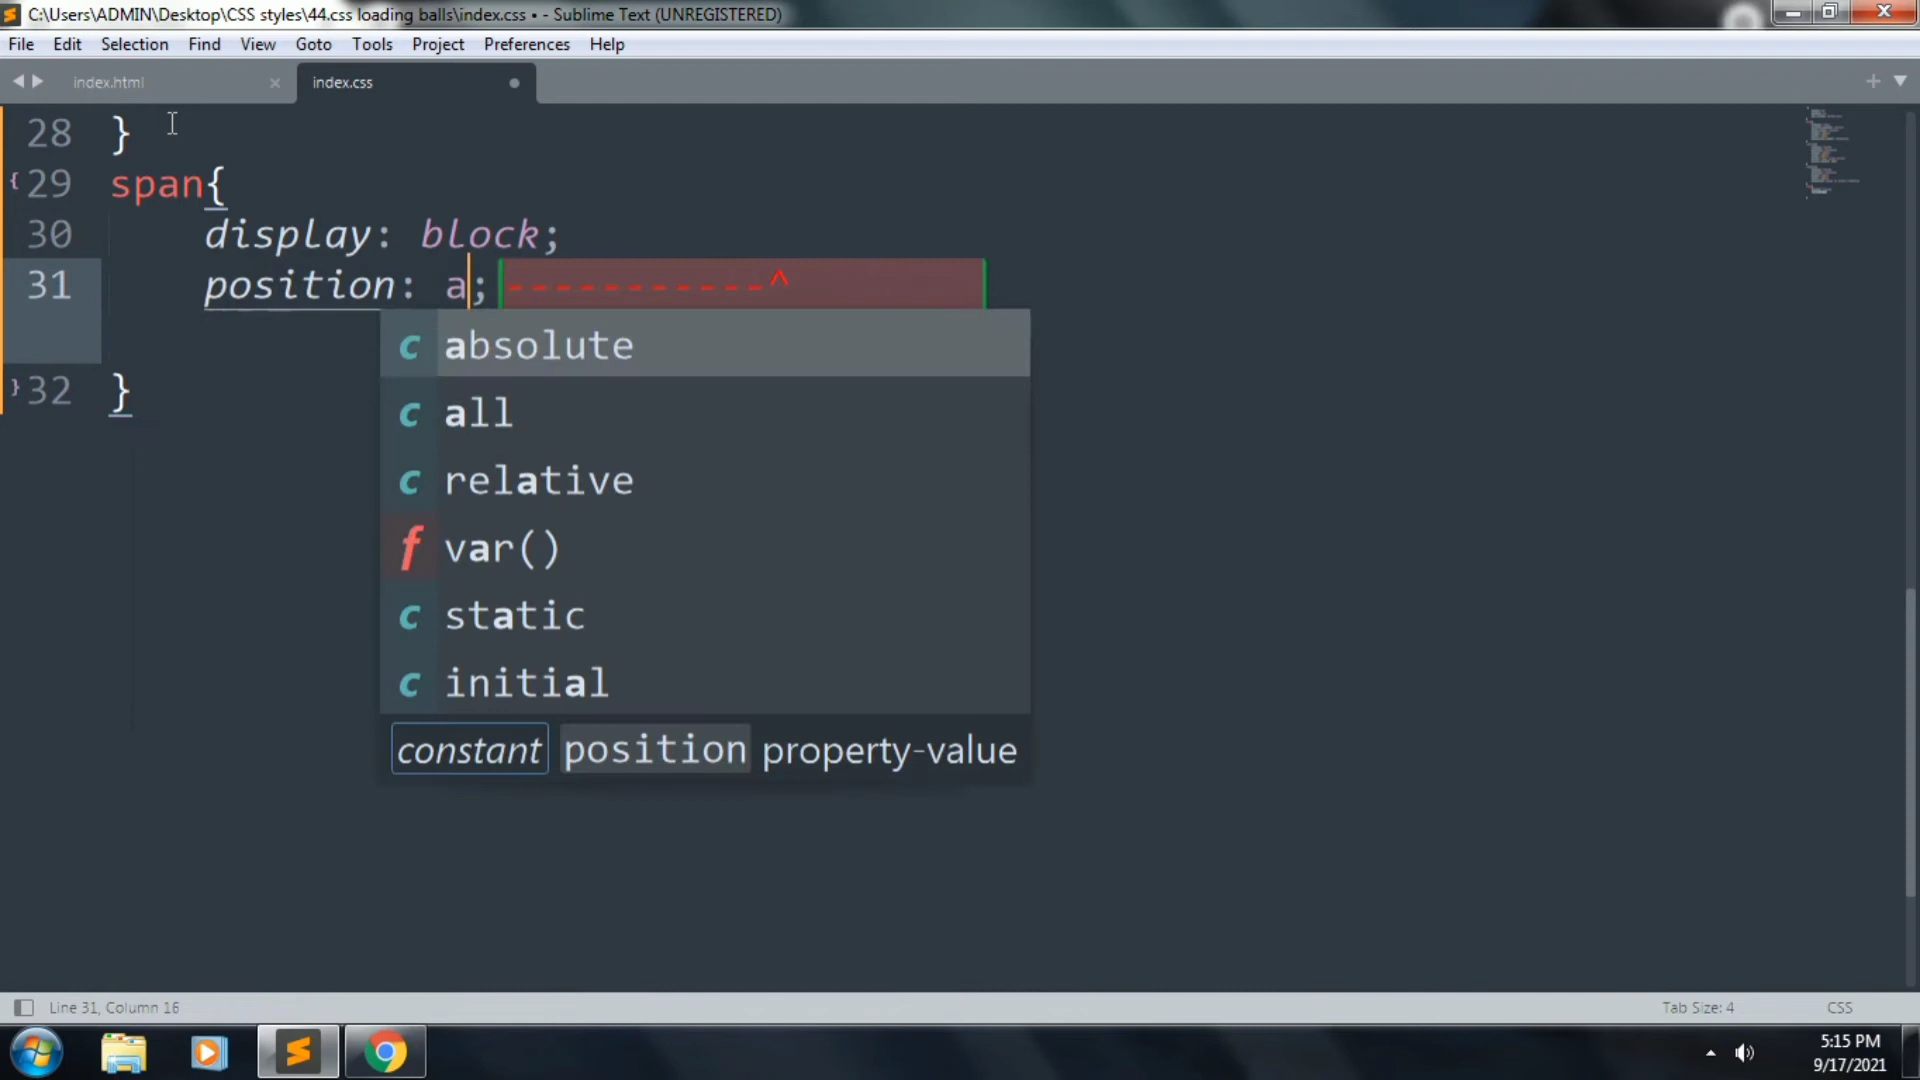 C:\Users\ADMIN\Desktop\CSS styles\44.css loading balls\index.css • - Sublime Text (UNREGISTERED)
File Edit Selection Find View Goto Tools Project Preferences Help
index.html × index.css
28 }
{ 29 span{
30 display: block;
31 position: a; -----------^
c absolute
c all
c relative
f var()
c static
c initial
constant position property-value
} 32 }
Line 31, Column 16 Tab Size: 4 CSS
5:15 PM
9/17/2021